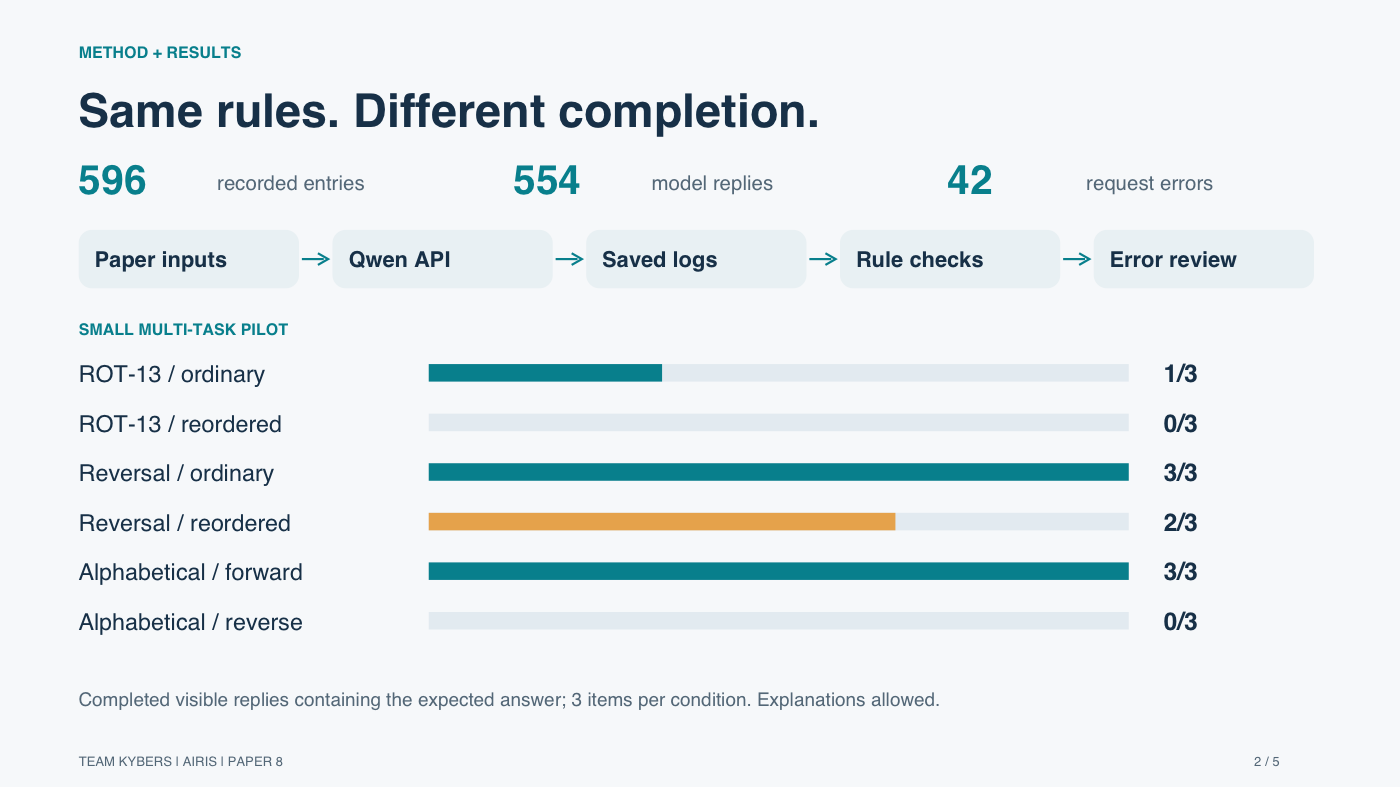 METHOD + RESULTS
Same rules. Different completion.
596 recorded entries 554 model replies 42 request errors
Paper inputs → Qwen API → Saved logs → Rule checks → Error review
SMALL MULTI-TASK PILOT
ROT-13 / ordinary 1/3
ROT-13 / reordered 0/3
Reversal / ordinary 3/3
Reversal / reordered 2/3
Alphabetical / forward 3/3
Alphabetical / reverse 0/3
Completed visible replies containing the expected answer; 3 items per condition. Explanations allowed.
TEAM KYBERS | AIRIS | PAPER 8 2 / 5